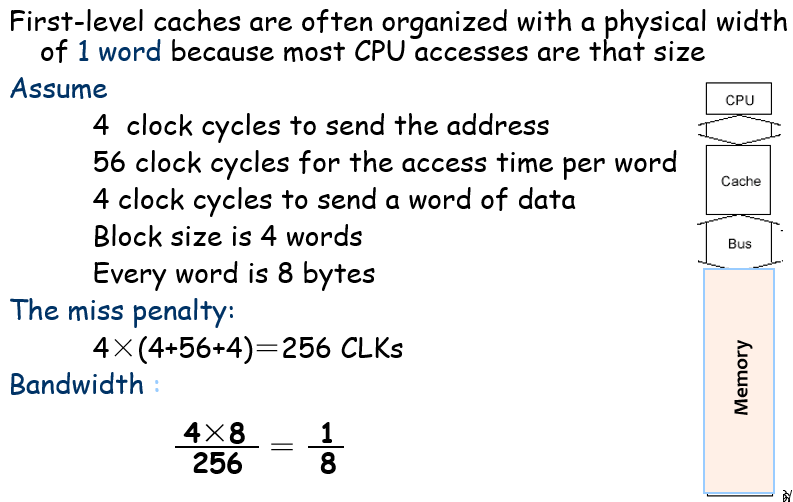 First-level caches are often organized with a physical width
of 1 word because most CPU accesses are that size
Assume
4 clock cycles to send the address
56 clock cycles for the access time per word
4 clock cycles to send a word of data
Block size is 4 words
Every word is 8 bytes
The miss penalty:
4×(4+56+4)=256 CLKs
Bandwidth :
4×8 / 256 = 1 / 8
CPU
Cache
Bus
Memory